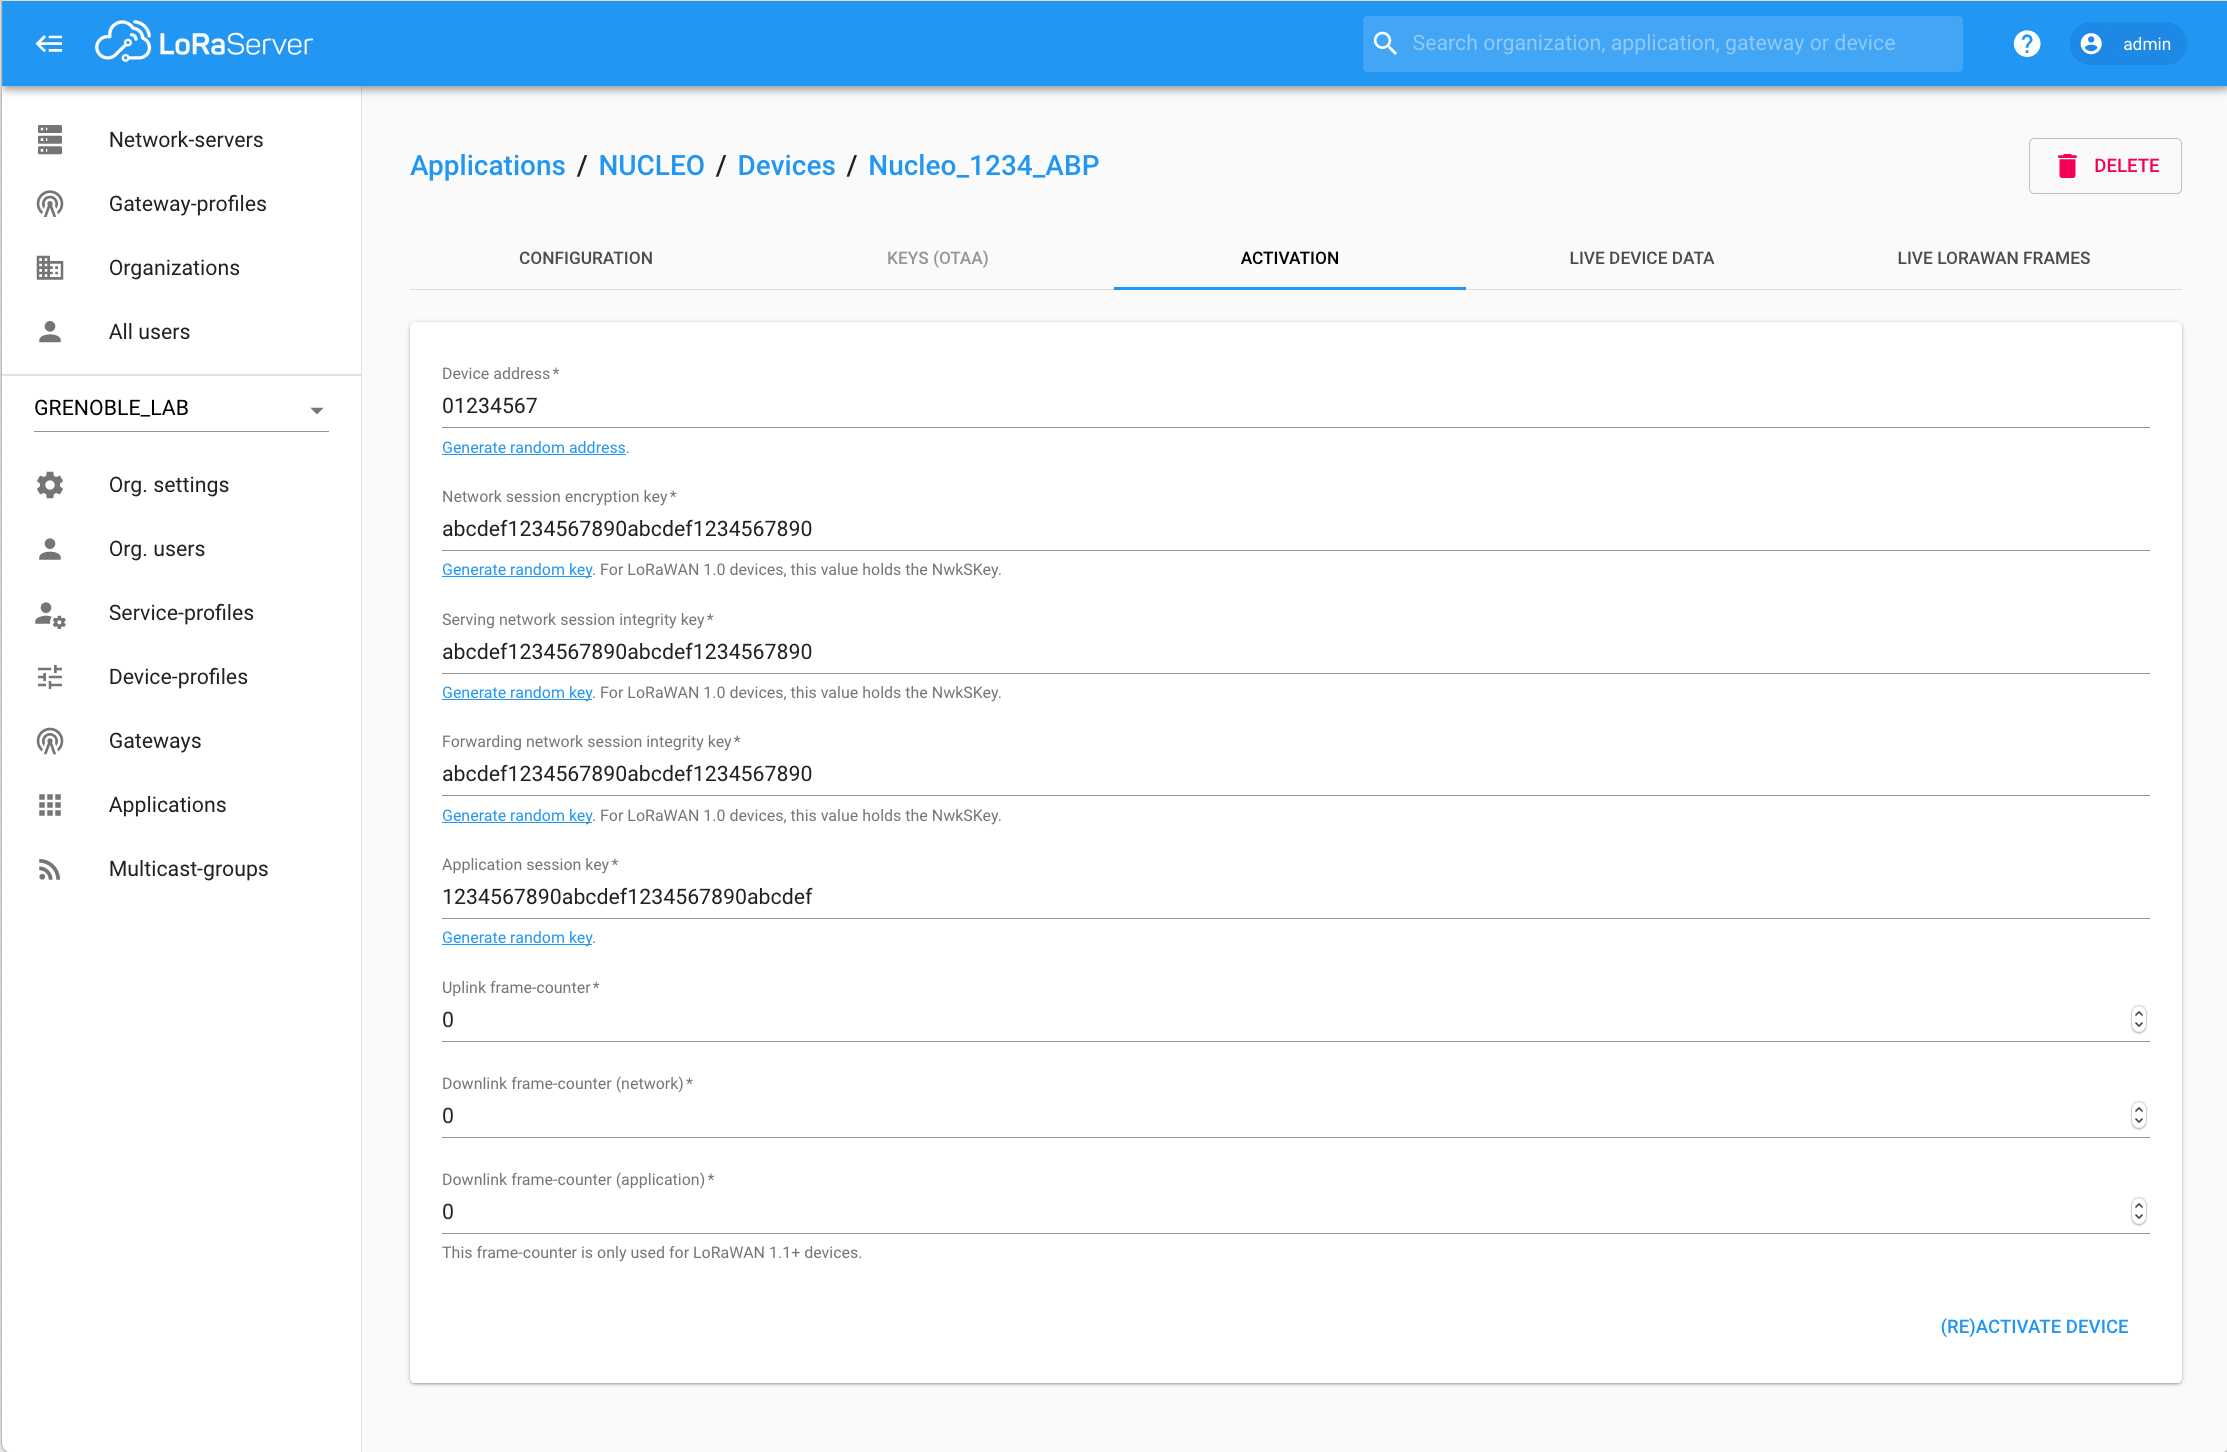 LoRaServer
Search organization, application, gateway or device
? admin
Network-servers
Gateway-profiles
Organizations
All users
GRENOBLE_LAB
Org. settings
Org. users
Service-profiles
Device-profiles
Gateways
Applications
Multicast-groups
Applications / NUCLEO / Devices / Nucleo_1234_ABP
DELETE
CONFIGURATION KEYS (OTAA) ACTIVATION LIVE DEVICE DATA LIVE LORAWAN FRAMES
Device address *
01234567
Generate random address.
Network session encryption key *
abcdef1234567890abcdef1234567890
Generate random key. For LoRaWAN 1.0 devices, this value holds the NwkSKey.
Serving network session integrity key *
abcdef1234567890abcdef1234567890
Generate random key. For LoRaWAN 1.0 devices, this value holds the NwkSKey.
Forwarding network session integrity key *
abcdef1234567890abcdef1234567890
Generate random key. For LoRaWAN 1.0 devices, this value holds the NwkSKey.
Application session key *
1234567890abcdef1234567890abcdef
Generate random key.
Uplink frame-counter *
0
Downlink frame-counter (network) *
0
Downlink frame-counter (application) *
0
This frame-counter is only used for LoRaWAN 1.1+ devices.
(RE)ACTIVATE DEVICE